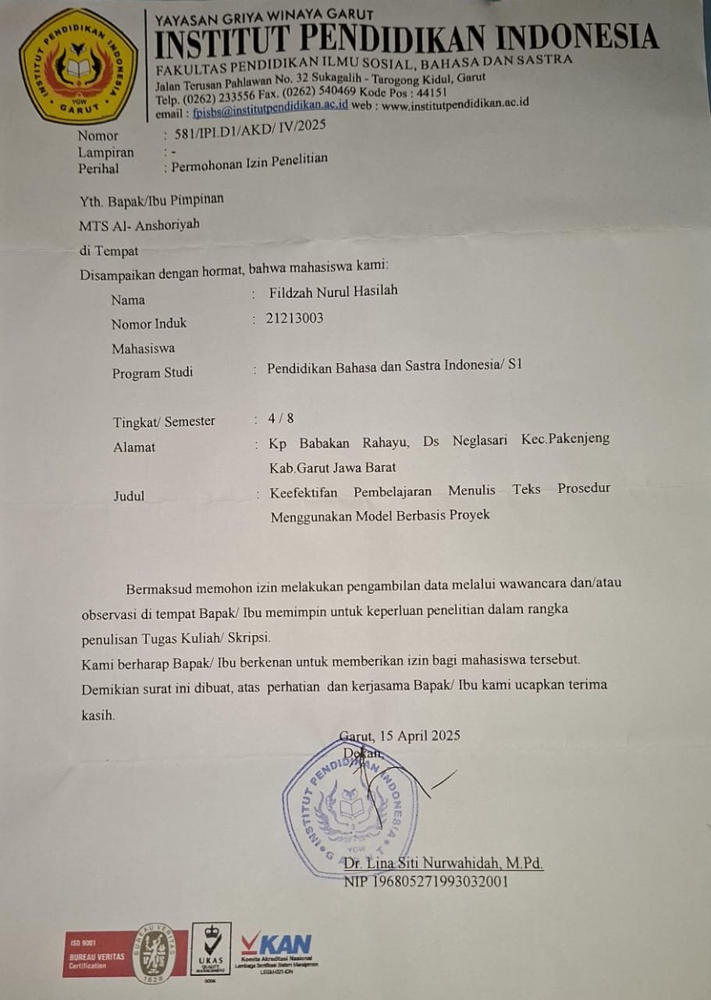 YAYASAN GRIYA WINAYA GARUT
INSTITUT PENDIDIKAN INDONESIA
FAKULTAS PENDIDIKAN ILMU SOSIAL, BAHASA DAN SASTRA
Jalan Terusan Pahlawan No. 32 Sukagalih - Tarogong Kidul, Garut
Telp. (0262) 233556 Fax. (0262) 540469 Kode Pos : 44151
email : fpisbs@institutpendidikan.ac.id web : www.institutpendidikan.ac.id
INSTITUT PENDIDIKAN INDONESIA
YGW
GARUT
Nomor : 581/IPI.D1/AKD/ IV/2025
Lampiran : -
Perihal : Permohonan Izin Penelitian
Yth. Bapak/Ibu Pimpinan
MTS Al- Anshoriyah
di Tempat
Disampaikan dengan hormat, bahwa mahasiswa kami:
Nama : Fildzah Nurul Hasilah
Nomor Induk : 21213003
Mahasiswa
Program Studi : Pendidikan Bahasa dan Sastra Indonesia/ S1
Tingkat/ Semester : 4 / 8
Alamat : Kp Babakan Rahayu, Ds Neglasari Kec.Pakenjeng
Kab.Garut Jawa Barat
Judul : Keefektifan Pembelajaran Menulis Teks Prosedur
Menggunakan Model Berbasis Proyek
Bermaksud memohon izin melakukan pengambilan data melalui wawancara dan/atau
observasi di tempat Bapak/ Ibu memimpin untuk keperluan penelitian dalam rangka
penulisan Tugas Kuliah/ Skripsi.
Kami berharap Bapak/ Ibu berkenan untuk memberikan izin bagi mahasiswa tersebut.
Demikian surat ini dibuat, atas perhatian dan kerjasama Bapak/ Ibu kami ucapkan terima
kasih.
Garut, 15 April 2025
Dekan,
INSTITUT PENDIDIKAN INDONESIA
YGW
GARUT
Dr. Lina Siti Nurwahidah, M.Pd.
NIP 196805271993032001
ISO 9001
BUREAU VERITAS
Certification
BUREAU VERITAS
1828
UKAS
QUALITY
MANAGEMENT
0008
KAN
Komite Akreditasi Nasional
Lembaga Sertifikasi Sistem Manajemen
LSSM-021-IDN